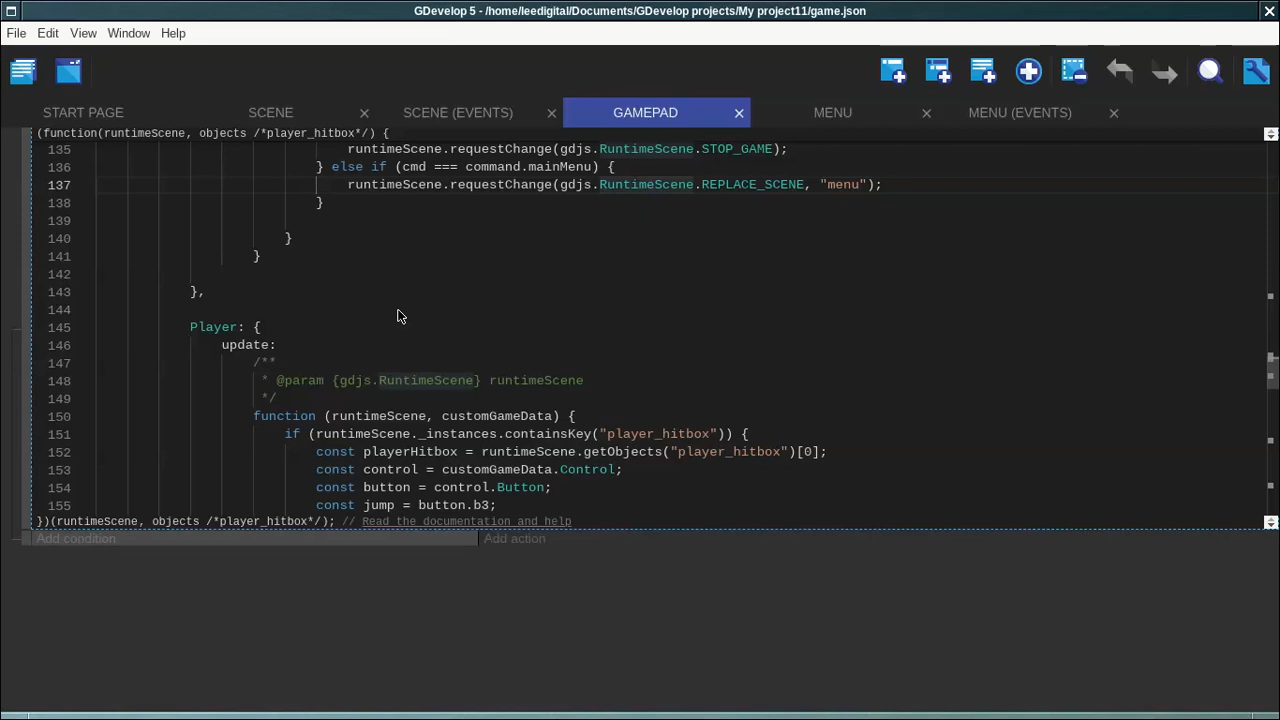 GDevelop 5 - /home/leedigital/Documents/GDevelop projects/My project11/game.json
File Edit View Window Help
START PAGE SCENE SCENE (EVENTS) GAMEPAD MENU MENU (EVENTS)
(function(runtimeScene, objects /*player_hitbox*/) {
135 runtimeScene.requestChange(gdjs.RuntimeScene.STOP_GAME);
136 } else if (cmd === command.mainMenu) {
137 runtimeScene.requestChange(gdjs.RuntimeScene.REPLACE_SCENE, "menu");
138 }
139
140 }
141 }
142
143 },
144
145 Player: {
146 update:
147 /**
148 * @param {gdjs.RuntimeScene} runtimeScene
149 */
150 function (runtimeScene, customGameData) {
151 if (runtimeScene._instances.containsKey("player_hitbox")) {
152 const playerHitbox = runtimeScene.getObjects("player_hitbox")[0];
153 const control = customGameData.Control;
154 const button = control.Button;
155 const jump = button.b3;
})(runtimeScene, objects /*player_hitbox*/); // Read the documentation and help
Add condition Add action